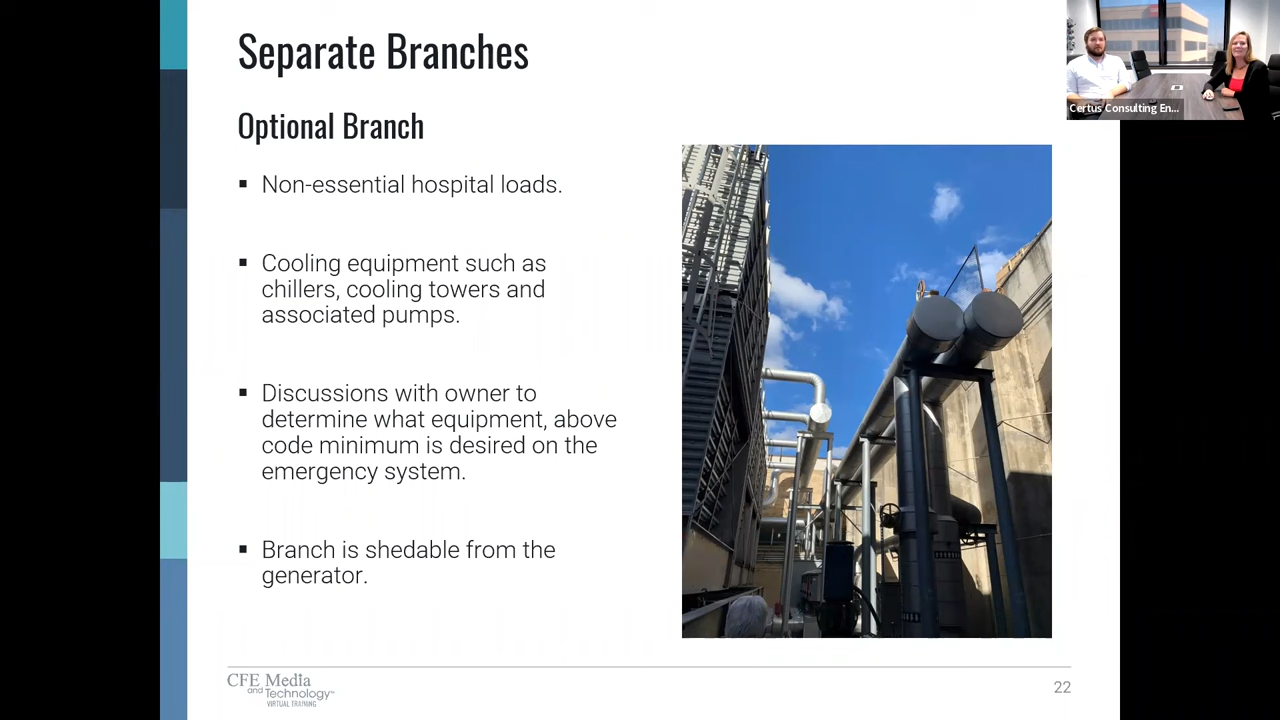 Separate Branches
Optional Branch
▪ Non-essential hospital loads.
▪ Cooling equipment such as
chillers, cooling towers and
associated pumps.
▪ Discussions with owner to
determine what equipment, above
code minimum is desired on the
emergency system.
▪ Branch is shedable from the
generator.
Certus Consulting En...
CFE Media
and Technology™
VIRTUAL TRAINING
22